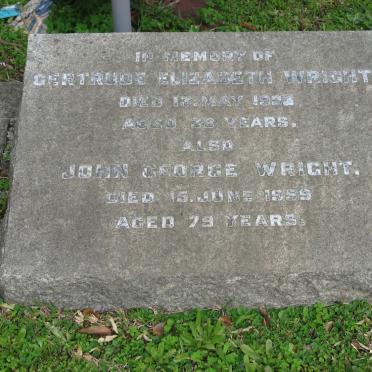 IN MEMORY OF
GERTRUDE ELIZABETH WRIGHT
DIED MAY
AGED YEARS.
ALSO
JOHN GEORGE WRIGHT.
DIED 15 JUNE 1959
AGED 79 YEARS.